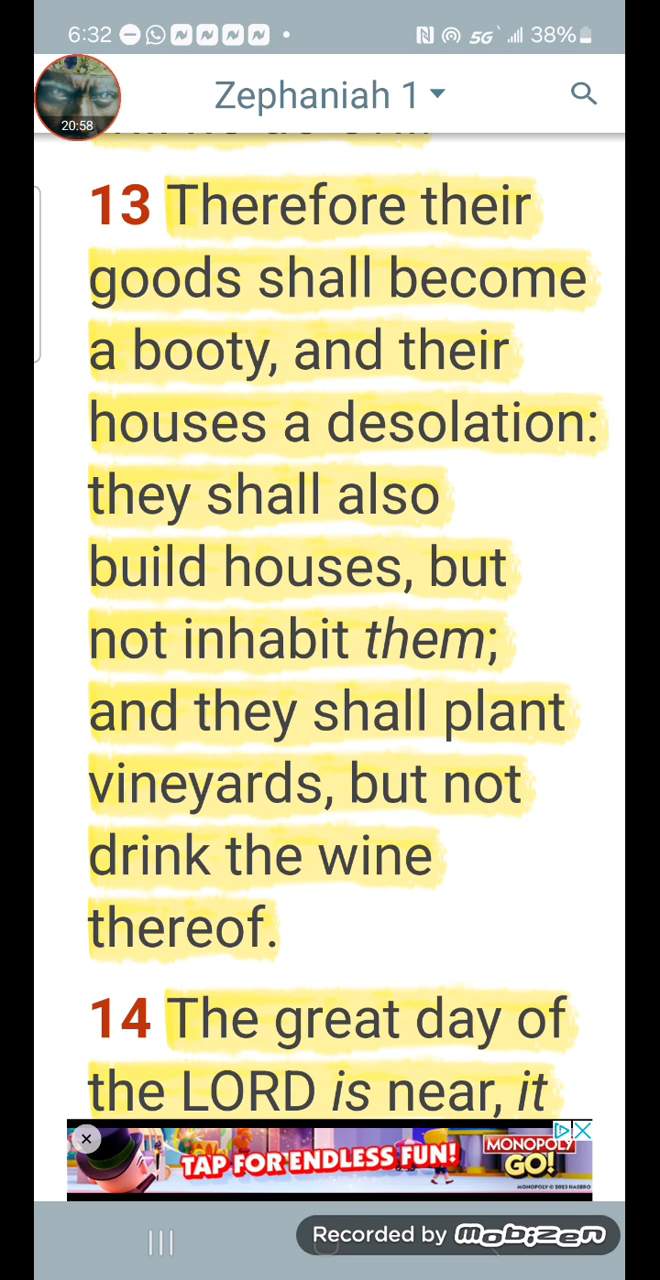 6:32
5G 38%
Zephaniah 1
20:58
13 Therefore their
goods shall become
a booty, and their
houses a desolation:
they shall also
build houses, but
not inhabit them;
and they shall plant
vineyards, but not
drink the wine
thereof.
14 The great day of
the LORD is near, it
TAP FOR ENDLESS FUN!
MONOPOLY
GO!
MONOPOLY © 2023 HASBRO
Recorded by mobizen